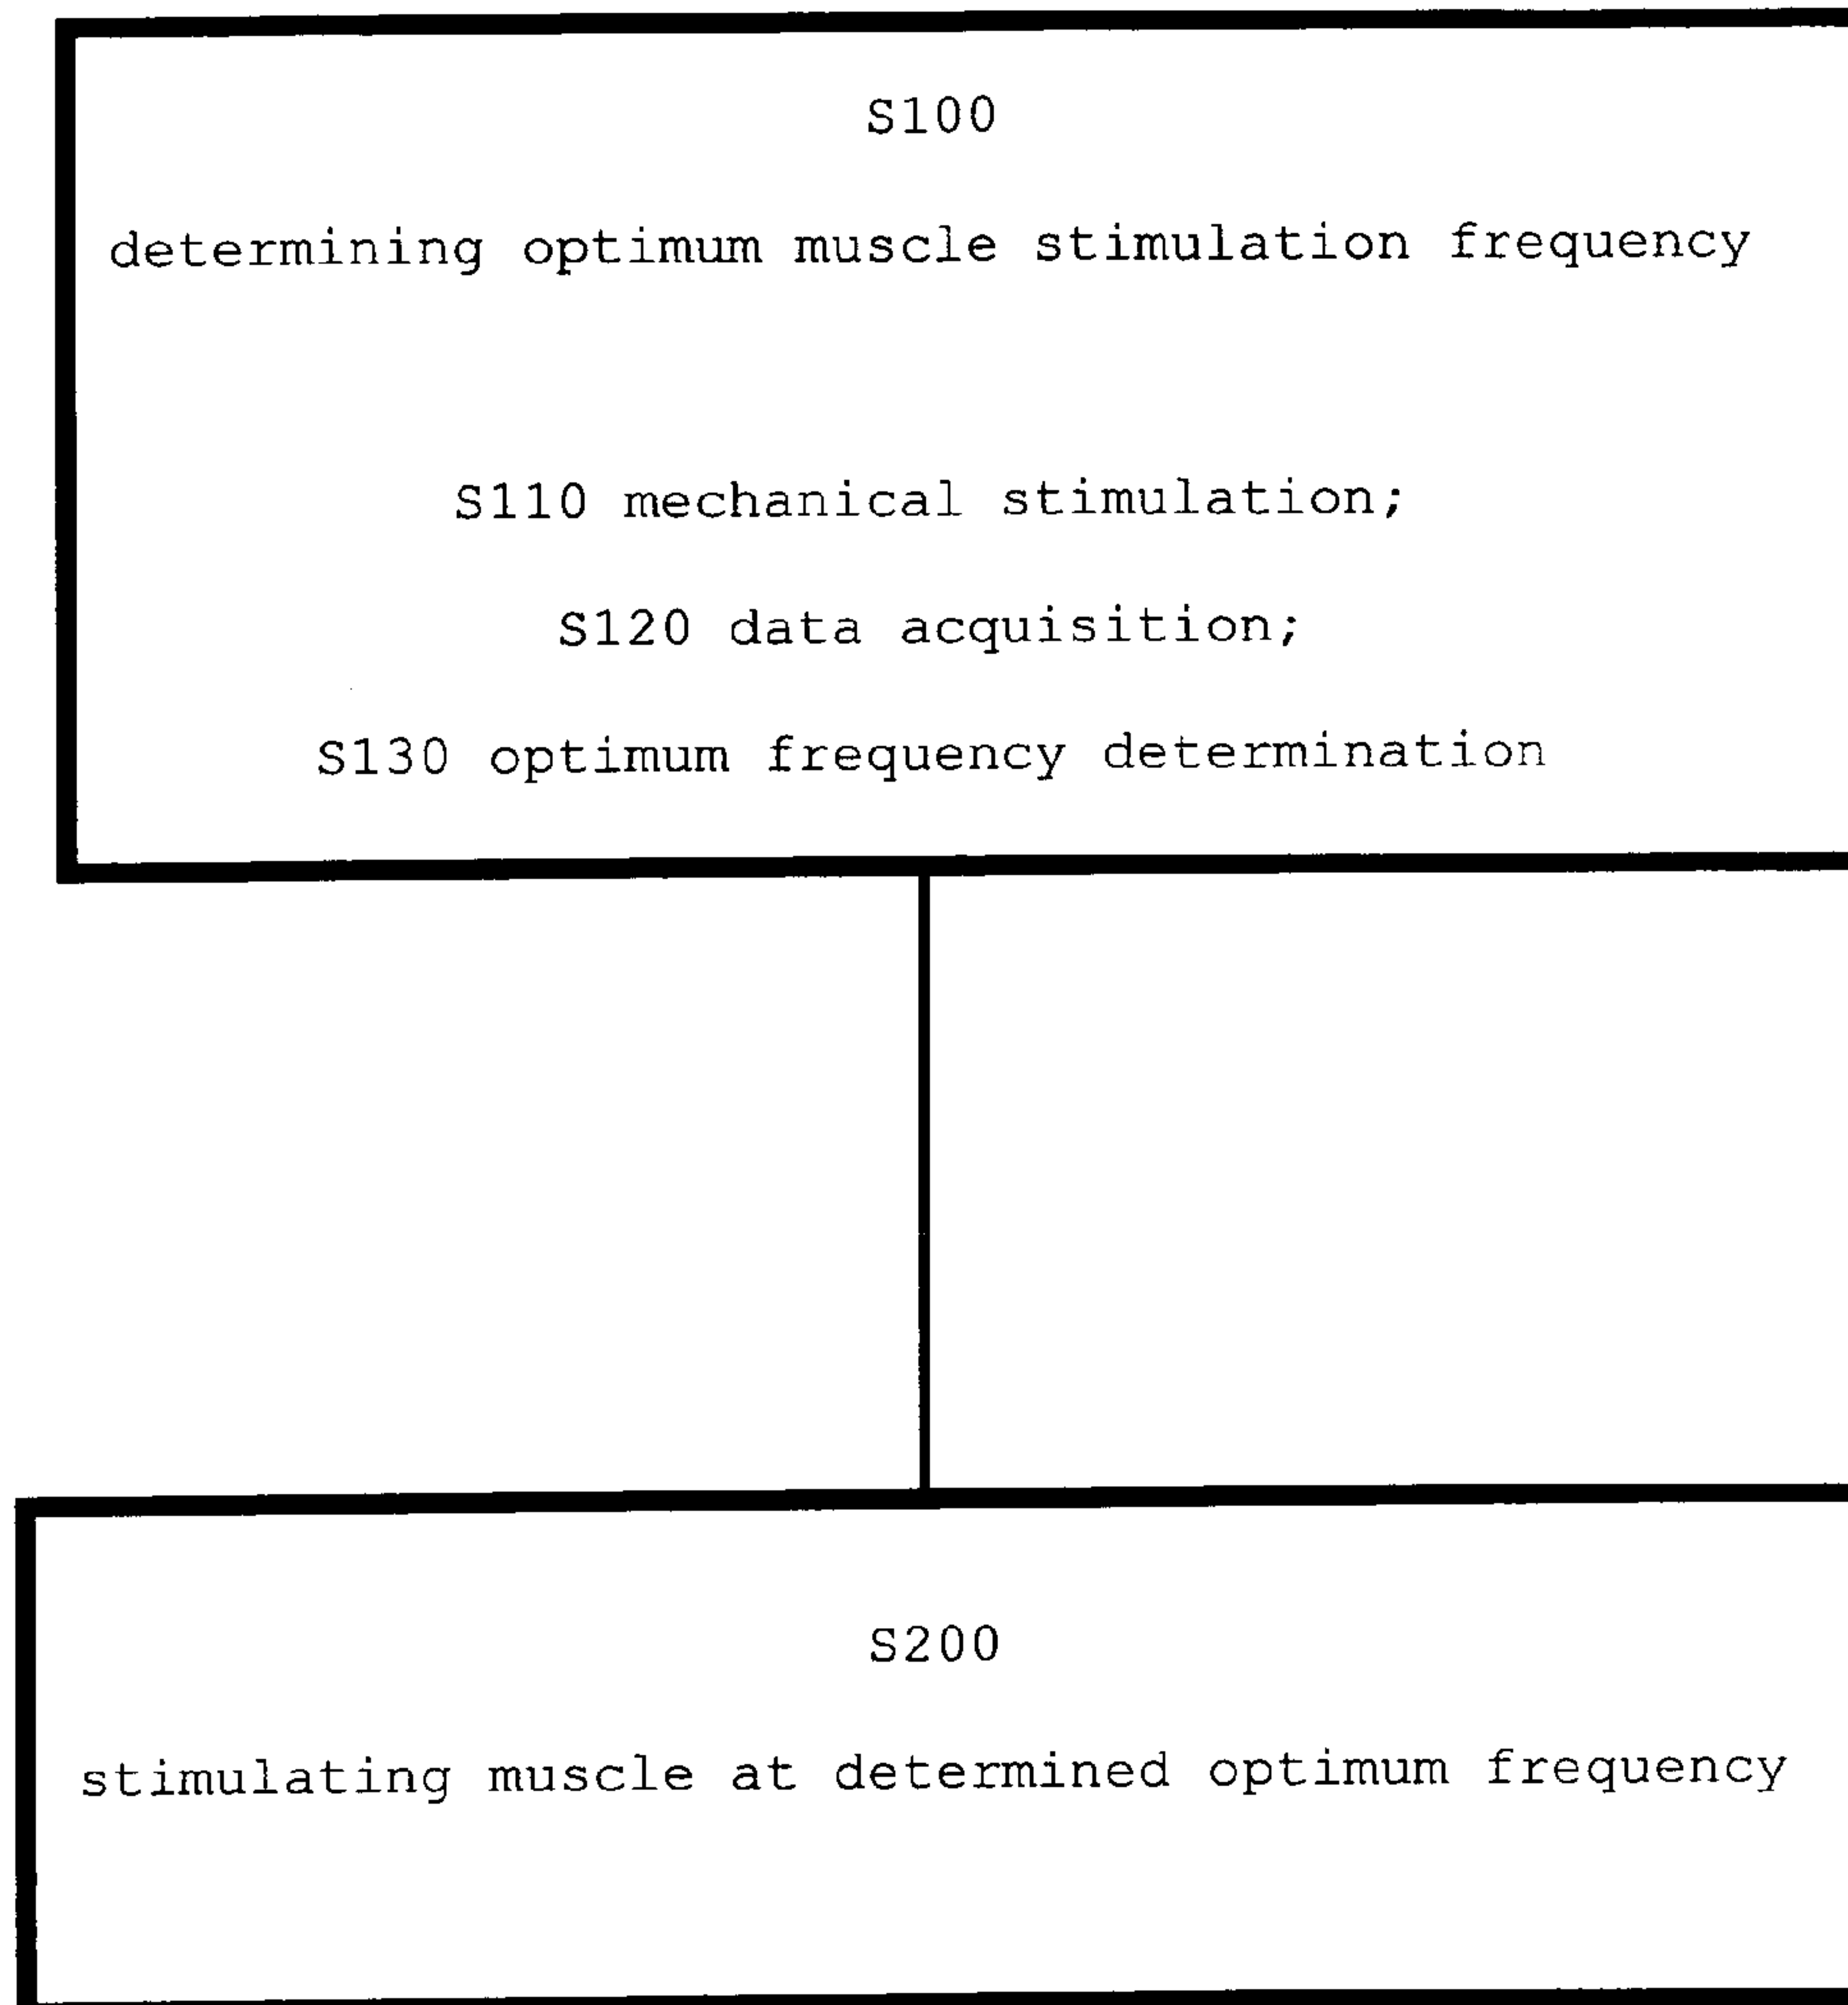 S100
determining optimum muscle stimulation frequency
S110 mechanical stimulation;
S120 data acquisition;
S130 optimum frequency determination
S200
stimulating muscle at determined optimum frequency